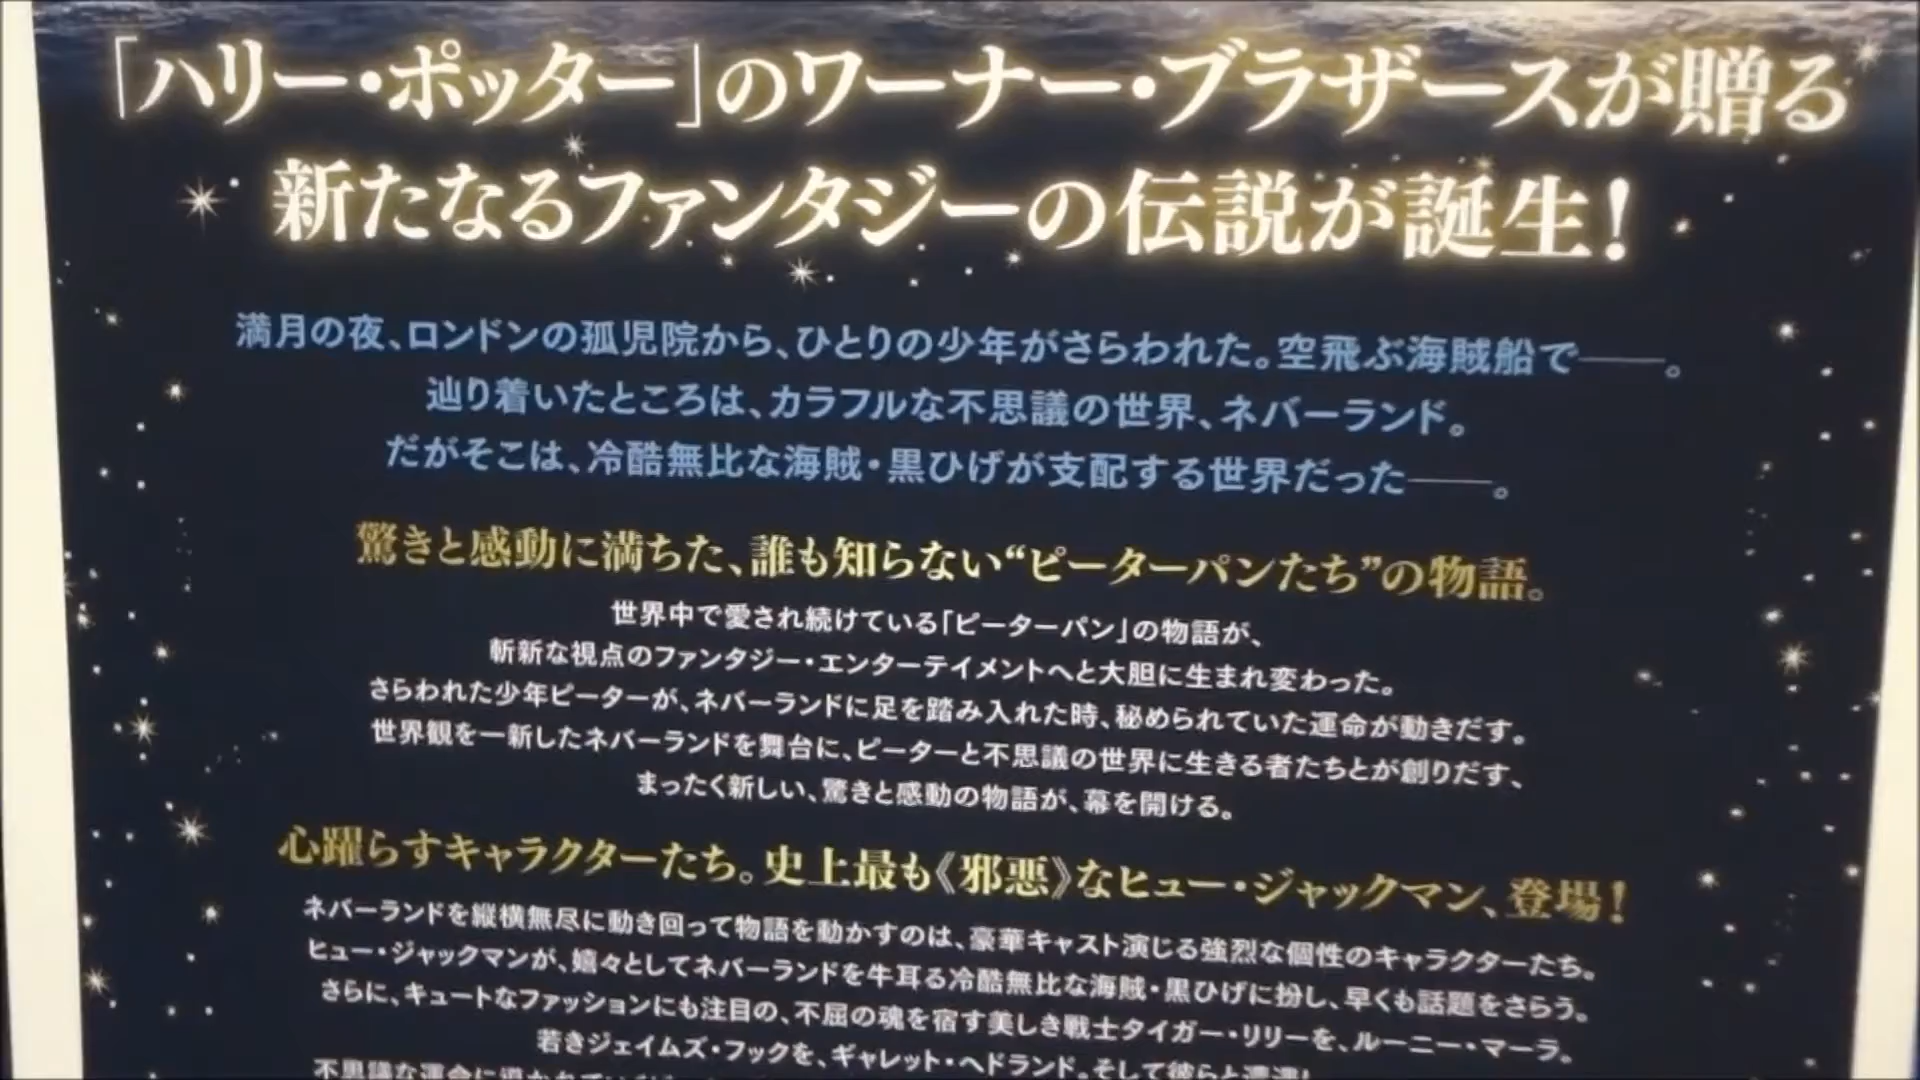 「ハリー・ポッター」のワーナー・ブラザースが贈る
新たなるファンタジーの伝説が誕生!
満月の夜、ロンドンの孤児院から、ひとりの少年がさらわれた。空飛ぶ海賊船で――。
辿り着いたところは、カラフルな不思議の世界、ネバーランド。
だがそこは、冷酷無比な海賊・黒ひげが支配する世界だった――。
驚きと感動に満ちた、誰も知らない“ピーターパンたち”の物語。
世界中で愛され続けている「ピーターパン」の物語が、
斬新な視点のファンタジー・エンターテイメントへと大胆に生まれ変わった。
さらわれた少年ピーターが、ネバーランドに足を踏み入れた時、秘められていた運命が動きだす。
世界観を一新したネバーランドを舞台に、ピーターと不思議の世界に生きる者たちとが創りだす、
まったく新しい、驚きと感動の物語が、幕を開ける。
心躍らすキャラクターたち。史上最も《邪悪》なヒュー・ジャックマン、登場!
ネバーランドを縦横無尽に動き回って物語を動かすのは、豪華キャスト演じる強烈な個性のキャラクターたち。
ヒュー・ジャックマンが、嬉々としてネバーランドを牛耳る冷酷無比な海賊・黒ひげに扮し、早くも話題をさらう。
さらに、キュートなファッションにも注目の、不屈の魂を宿す美しき戦士タイガー・リリーを、ルーニー・マーラ。
若きジェイムズ・フックを、ギャレット・ヘドランド。そして彼らと
不思議な運命に導かれ